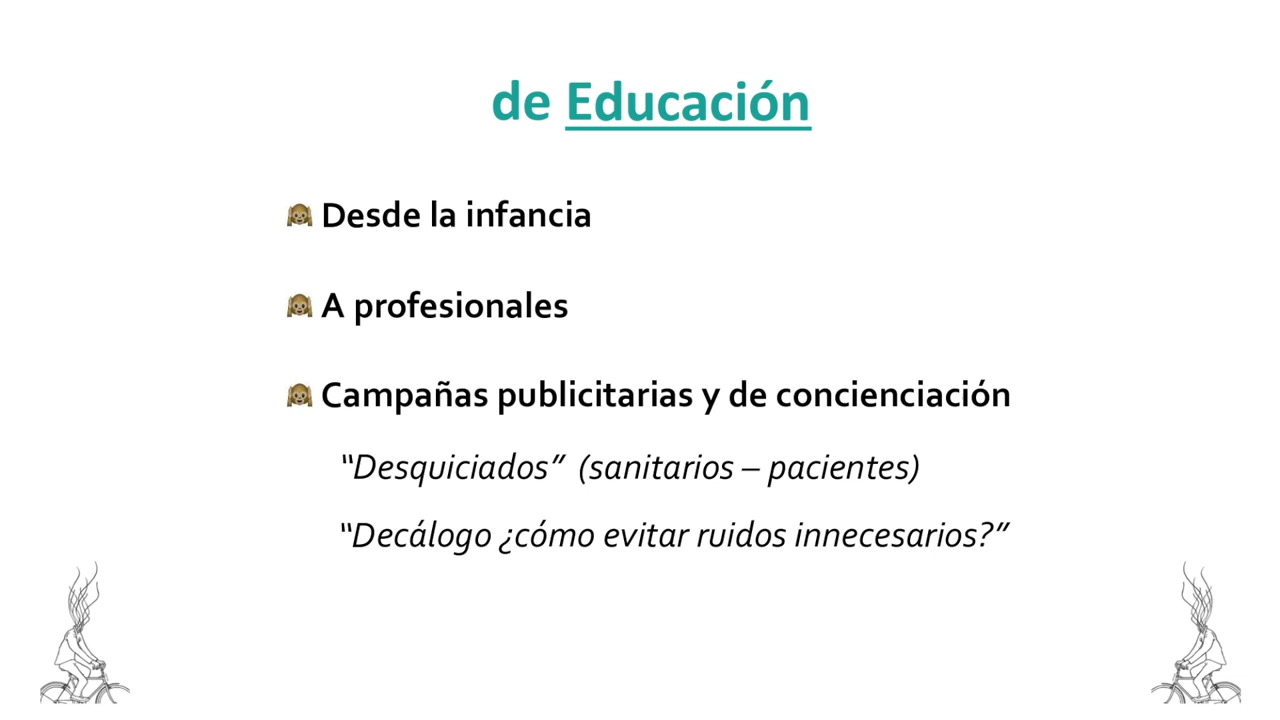 de Educación
Desde la infancia
A profesionales
Campañas publicitarias y de concienciación
“Desquiciados” (sanitarios – pacientes)
“Decálogo ¿cómo evitar ruidos innecesarios?”